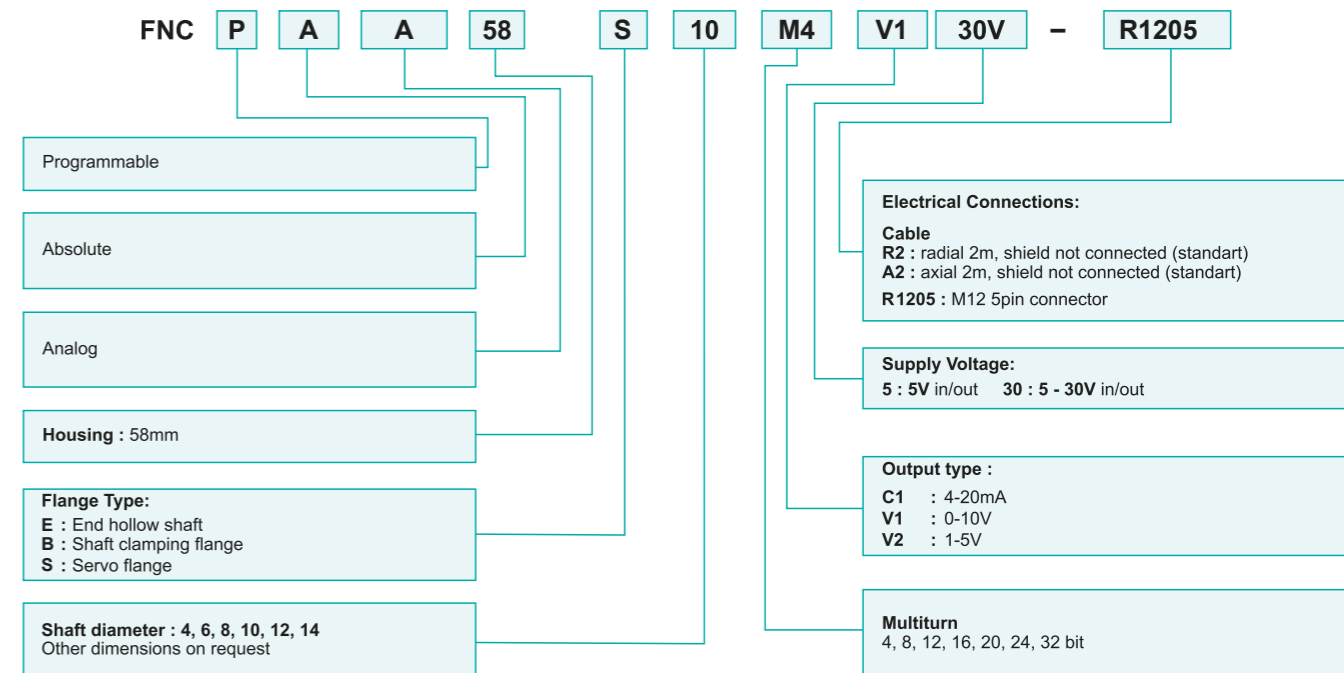 FNC P A A 58 S 10 M4 V1 30V – R1205
Programmable
Absolute
Analog
Housing : 58mm
Flange Type:
E : End hollow shaft
B : Shaft clamping flange
S : Servo flange
Shaft diameter : 4, 6, 8, 10, 12, 14
Other dimensions on request
Electrical Connections:
Cable
R2 : radial 2m, shield not connected (standart)
A2 : axial 2m, shield not connected (standart)
R1205 : M12 5pin connector
Supply Voltage:
5 : 5V in/out 30 : 5 - 30V in/out
Output type :
C1 : 4-20mA
V1 : 0-10V
V2 : 1-5V
Multiturn
4, 8, 12, 16, 20, 24, 32 bit